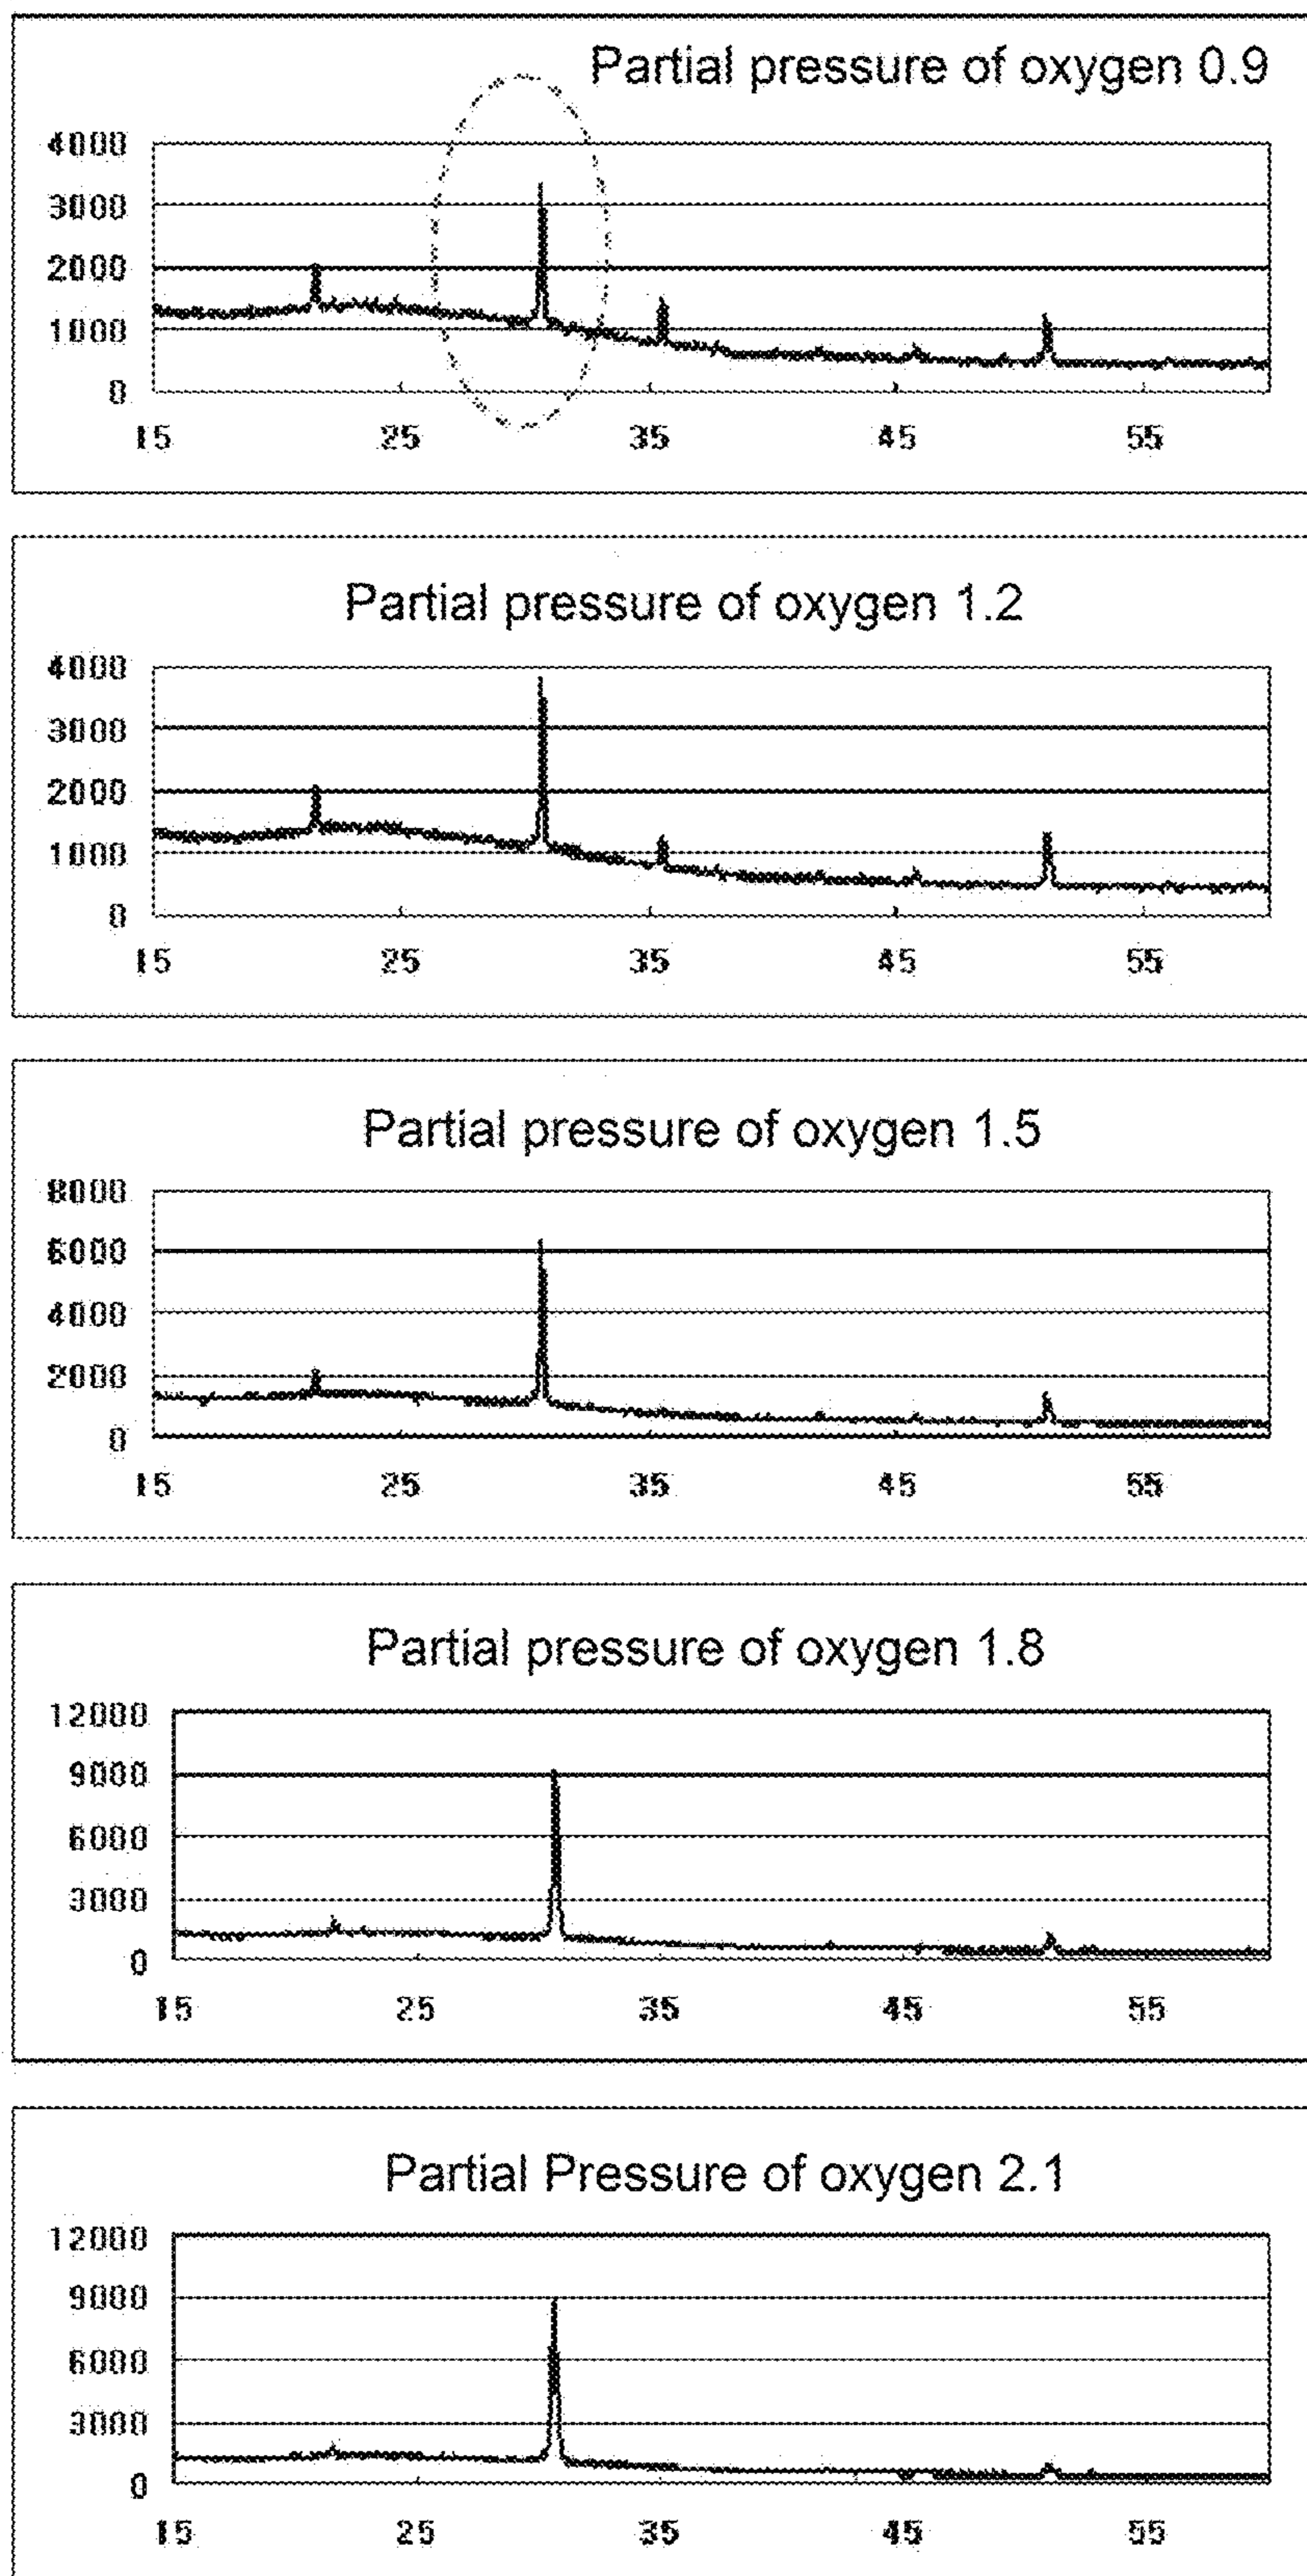 Partial pressure of oxygen 0.9
4000
3000
2000
1000
0
15 25 35 45 55
Partial pressure of oxygen 1.2
4000
3000
2000
1000
0
15 25 35 45 55
Partial pressure of oxygen 1.5
8000
6000
4000
2000
0
15 25 35 45 55
Partial pressure of oxygen 1.8
12000
9000
6000
3000
0
15 25 35 45 55
Partial Pressure of oxygen 2.1
12000
9000
6000
3000
0
15 25 35 45 55